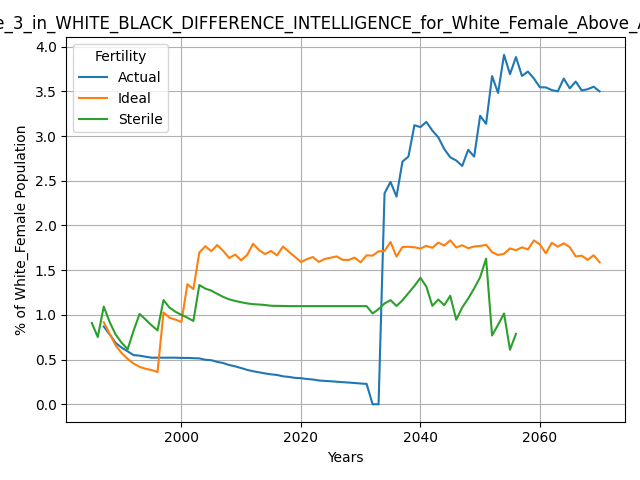 e_3_in_WHITE_BLACK_DIFFERENCE_INTELLIGENCE_for_White_Female_Above_A
Fertility
Actual
Ideal
Sterile
% of White_Female Population
4.0
3.5
3.0
2.5
2.0
1.5
1.0
0.5
0.0
2000
2020
2040
2060
Years